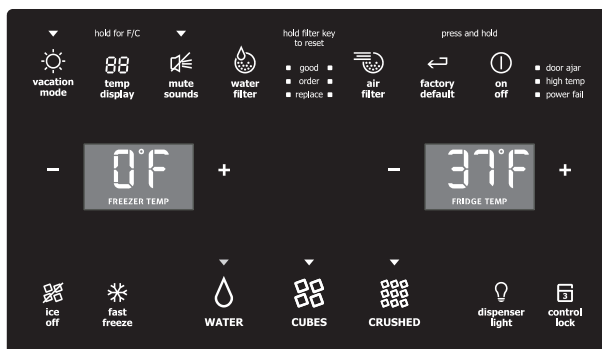 hold for F/C
hold filter key
to reset
press and hold
88
vacation
mode
temp
display
mute
sounds
water
filter
good
order
replace
air
filter
factory
default
on
off
door ajar
high temp
power fail
0°F
FREEZER TEMP
37°F
FRIDGE TEMP
ice
off
fast
freeze
WATER
CUBES
CRUSHED
dispenser
light
3
control
lock